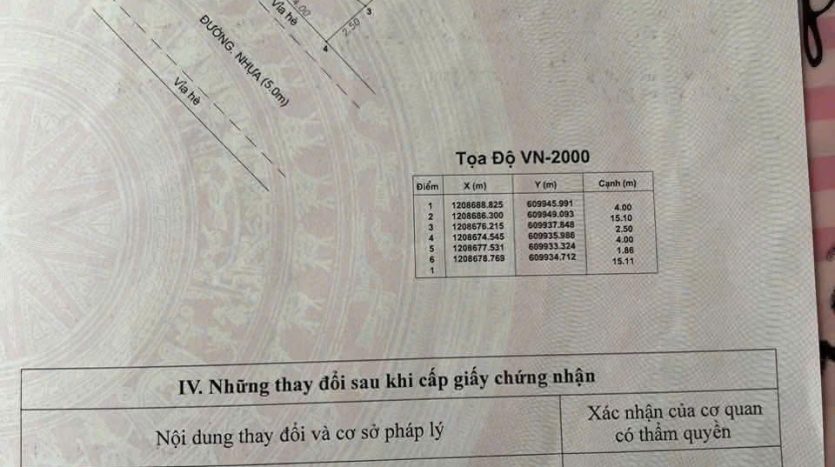 Vỉa hè
4.00
3
2.50
4
ĐƯỜNG NHỰA (5.0m)
Vỉa hè
Tọa Độ VN-2000
Điểm X (m) Y (m) Cạnh (m)
1 1208688.825 609945.991
4.00
2 1208686.300 609949.093
15.10
3 1208676.215 609937.848
2.50
4 1208674.545 609935.986
4.00
5 1208677.531 609933.324
1.86
6 1208678.769 609934.712
15.11
1
IV. Những thay đổi sau khi cấp giấy chứng nhận
Nội dung thay đổi và cơ sở pháp lý
Xác nhận của cơ quan
có thẩm quyền